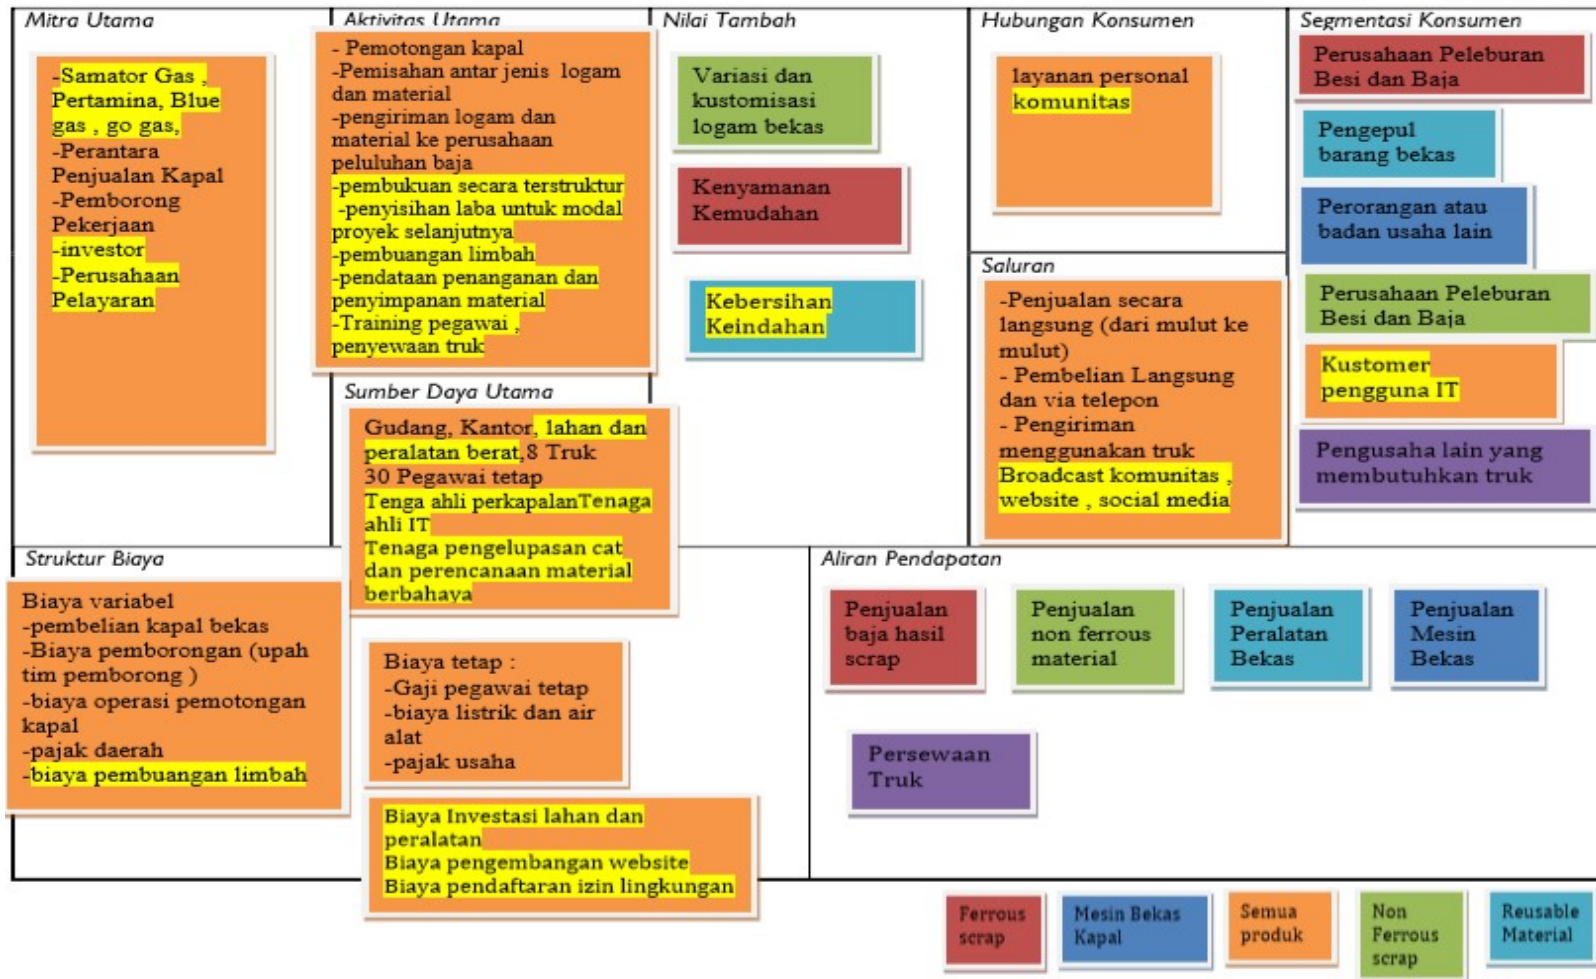 Mitra Utama
-Samator Gas ,
Pertamina, Blue
gas , go gas,
-Perantara
Penjualan Kapal
-Pemborong
Pekerjaan
-investor
-Perusahaan
Pelayaran
Aktivitas Utama
- Pemotongan kapal
-Pemisahan antar jenis logam
dan material
-pengiriman logam dan
material ke perusahaan
peluluhan baja
-pembukuan secara terstruktur
-penyisihan laba untuk modal
proyek selanjutnya
-pembuangan limbah
-pendataan penanganan dan
penyimpanan material
-Training pegawai ,
penyewaan truk
Sumber Daya Utama
Gudang, Kantor, lahan dan
peralatan berat,8 Truk
30 Pegawai tetap
Tenga ahli perkapalanTenaga
ahli IT
Tenaga pengelupasan cat
dan perencanaan material
berbahaya
Nilai Tambah
Variasi dan
kustomisasi
logam bekas
Kenyamanan
Kemudahan
Kebersihan
Keindahan
Hubungan Konsumen
layanan personal
komunitas
Saluran
-Penjualan secara
langsung (dari mulut ke
mulut)
- Pembelian Langsung
dan via telepon
- Pengiriman
menggunakan truk
Broadcast komunitas ,
website , social media
Segmentasi Konsumen
Perusahaan Peleburan
Besi dan Baja
Pengepul
barang bekas
Perorangan atau
badan usaha lain
Perusahaan Peleburan
Besi dan Baja
Kustomer
pengguna IT
Pengusaha lain yang
membutuhkan truk
Struktur Biaya
Biaya variabel
-pembelian kapal bekas
-Biaya pemborongan (upah
tim pemborong )
-biaya operasi pemotongan
kapal
-pajak daerah
-biaya pembuangan limbah
Biaya tetap :
-Gaji pegawai tetap
-biaya listrik dan air
alat
-pajak usaha
Biaya Investasi lahan dan
peralatan
Biaya pengembangan website
Biaya pendaftaran izin lingkungan
Aliran Pendapatan
Penjualan
baja hasil
scrap
Penjualan
non ferrous
material
Penjualan
Peralatan
Bekas
Penjualan
Mesin
Bekas
Persewaan
Truk
Ferrous
scrap
Mesin Bekas
Kapal
Semua
produk
Non
Ferrous
scrap
Reusable
Material